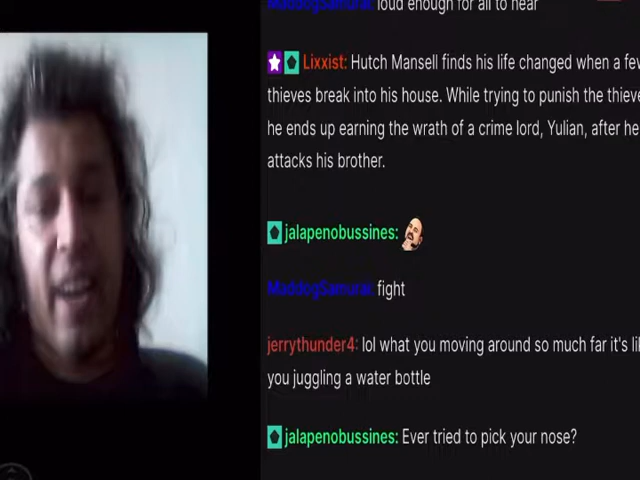 MaddogSamurai: loud enough for all to hear
Lixxist: Hutch Mansell finds his life changed when a few
thieves break into his house. While trying to punish the thieve
he ends up earning the wrath of a crime lord, Yulian, after he
attacks his brother.
jalapenobussines:
MaddogSamurai: fight
jerrythunder4: lol what you moving around so much far it's li
you juggling a water bottle
jalapenobussines: Ever tried to pick your nose?